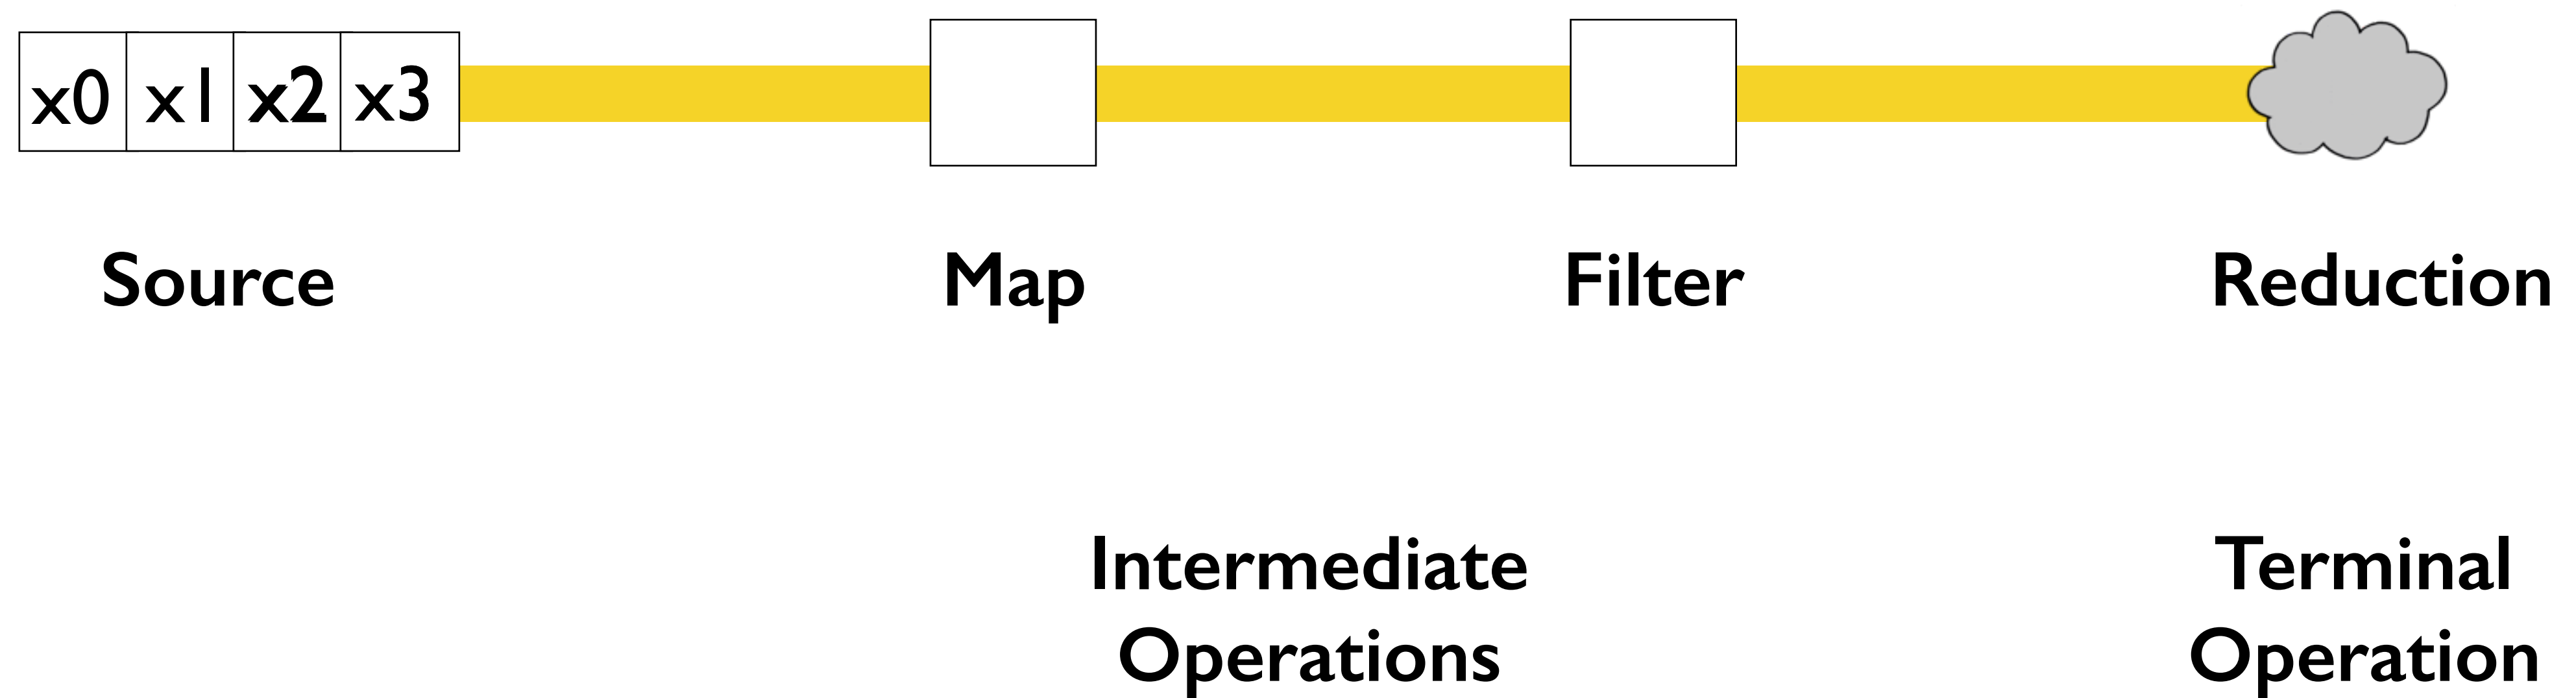 x0 x1 x2 x3
Source Map Filter Reduction
Intermediate
Operations
Terminal
Operation